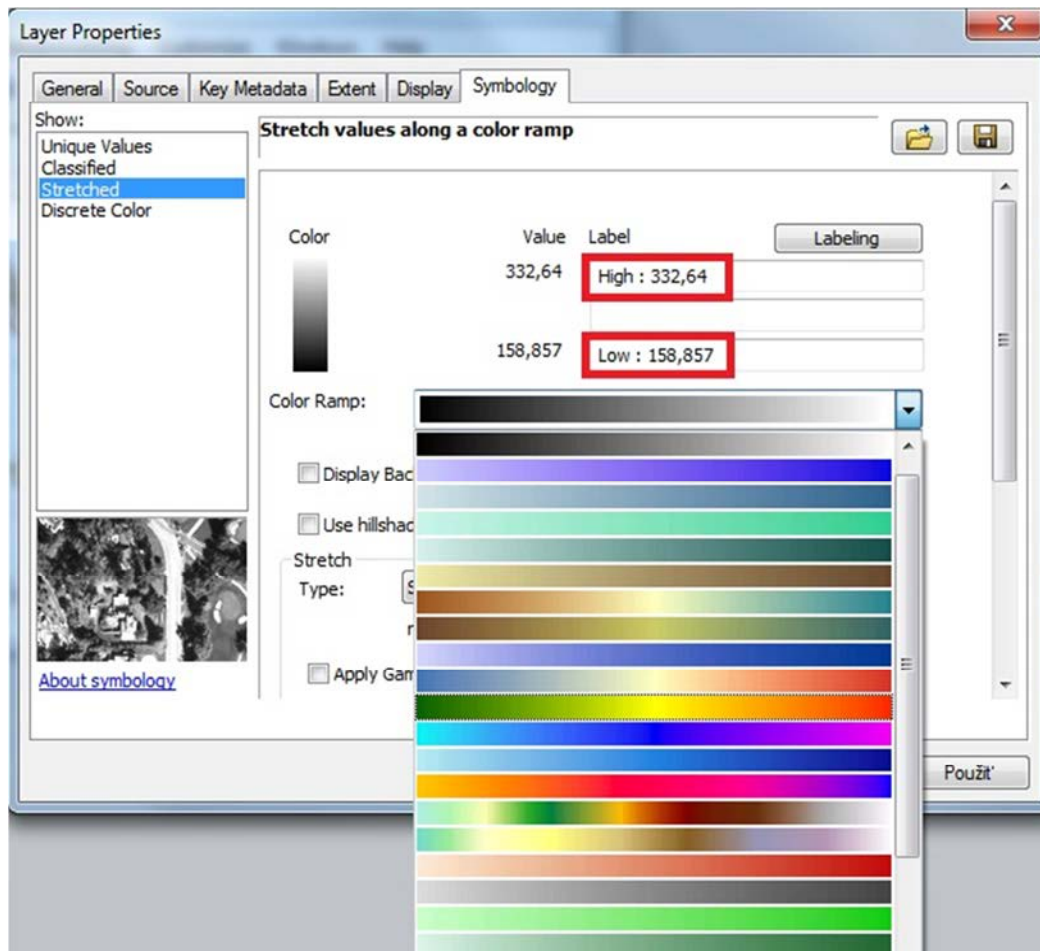 Layer Properties
General Source Key Metadata Extent Display Symbology
Show:
Unique Values
Classified
Stretched
Discrete Color
Stretch values along a color ramp
Color Value Label Labeling
332,64 High : 332,64
158,857 Low : 158,857
Color Ramp:
Display Bac
Use hillshad
Stretch
Type:
Apply Gam
About symbology
Použiť